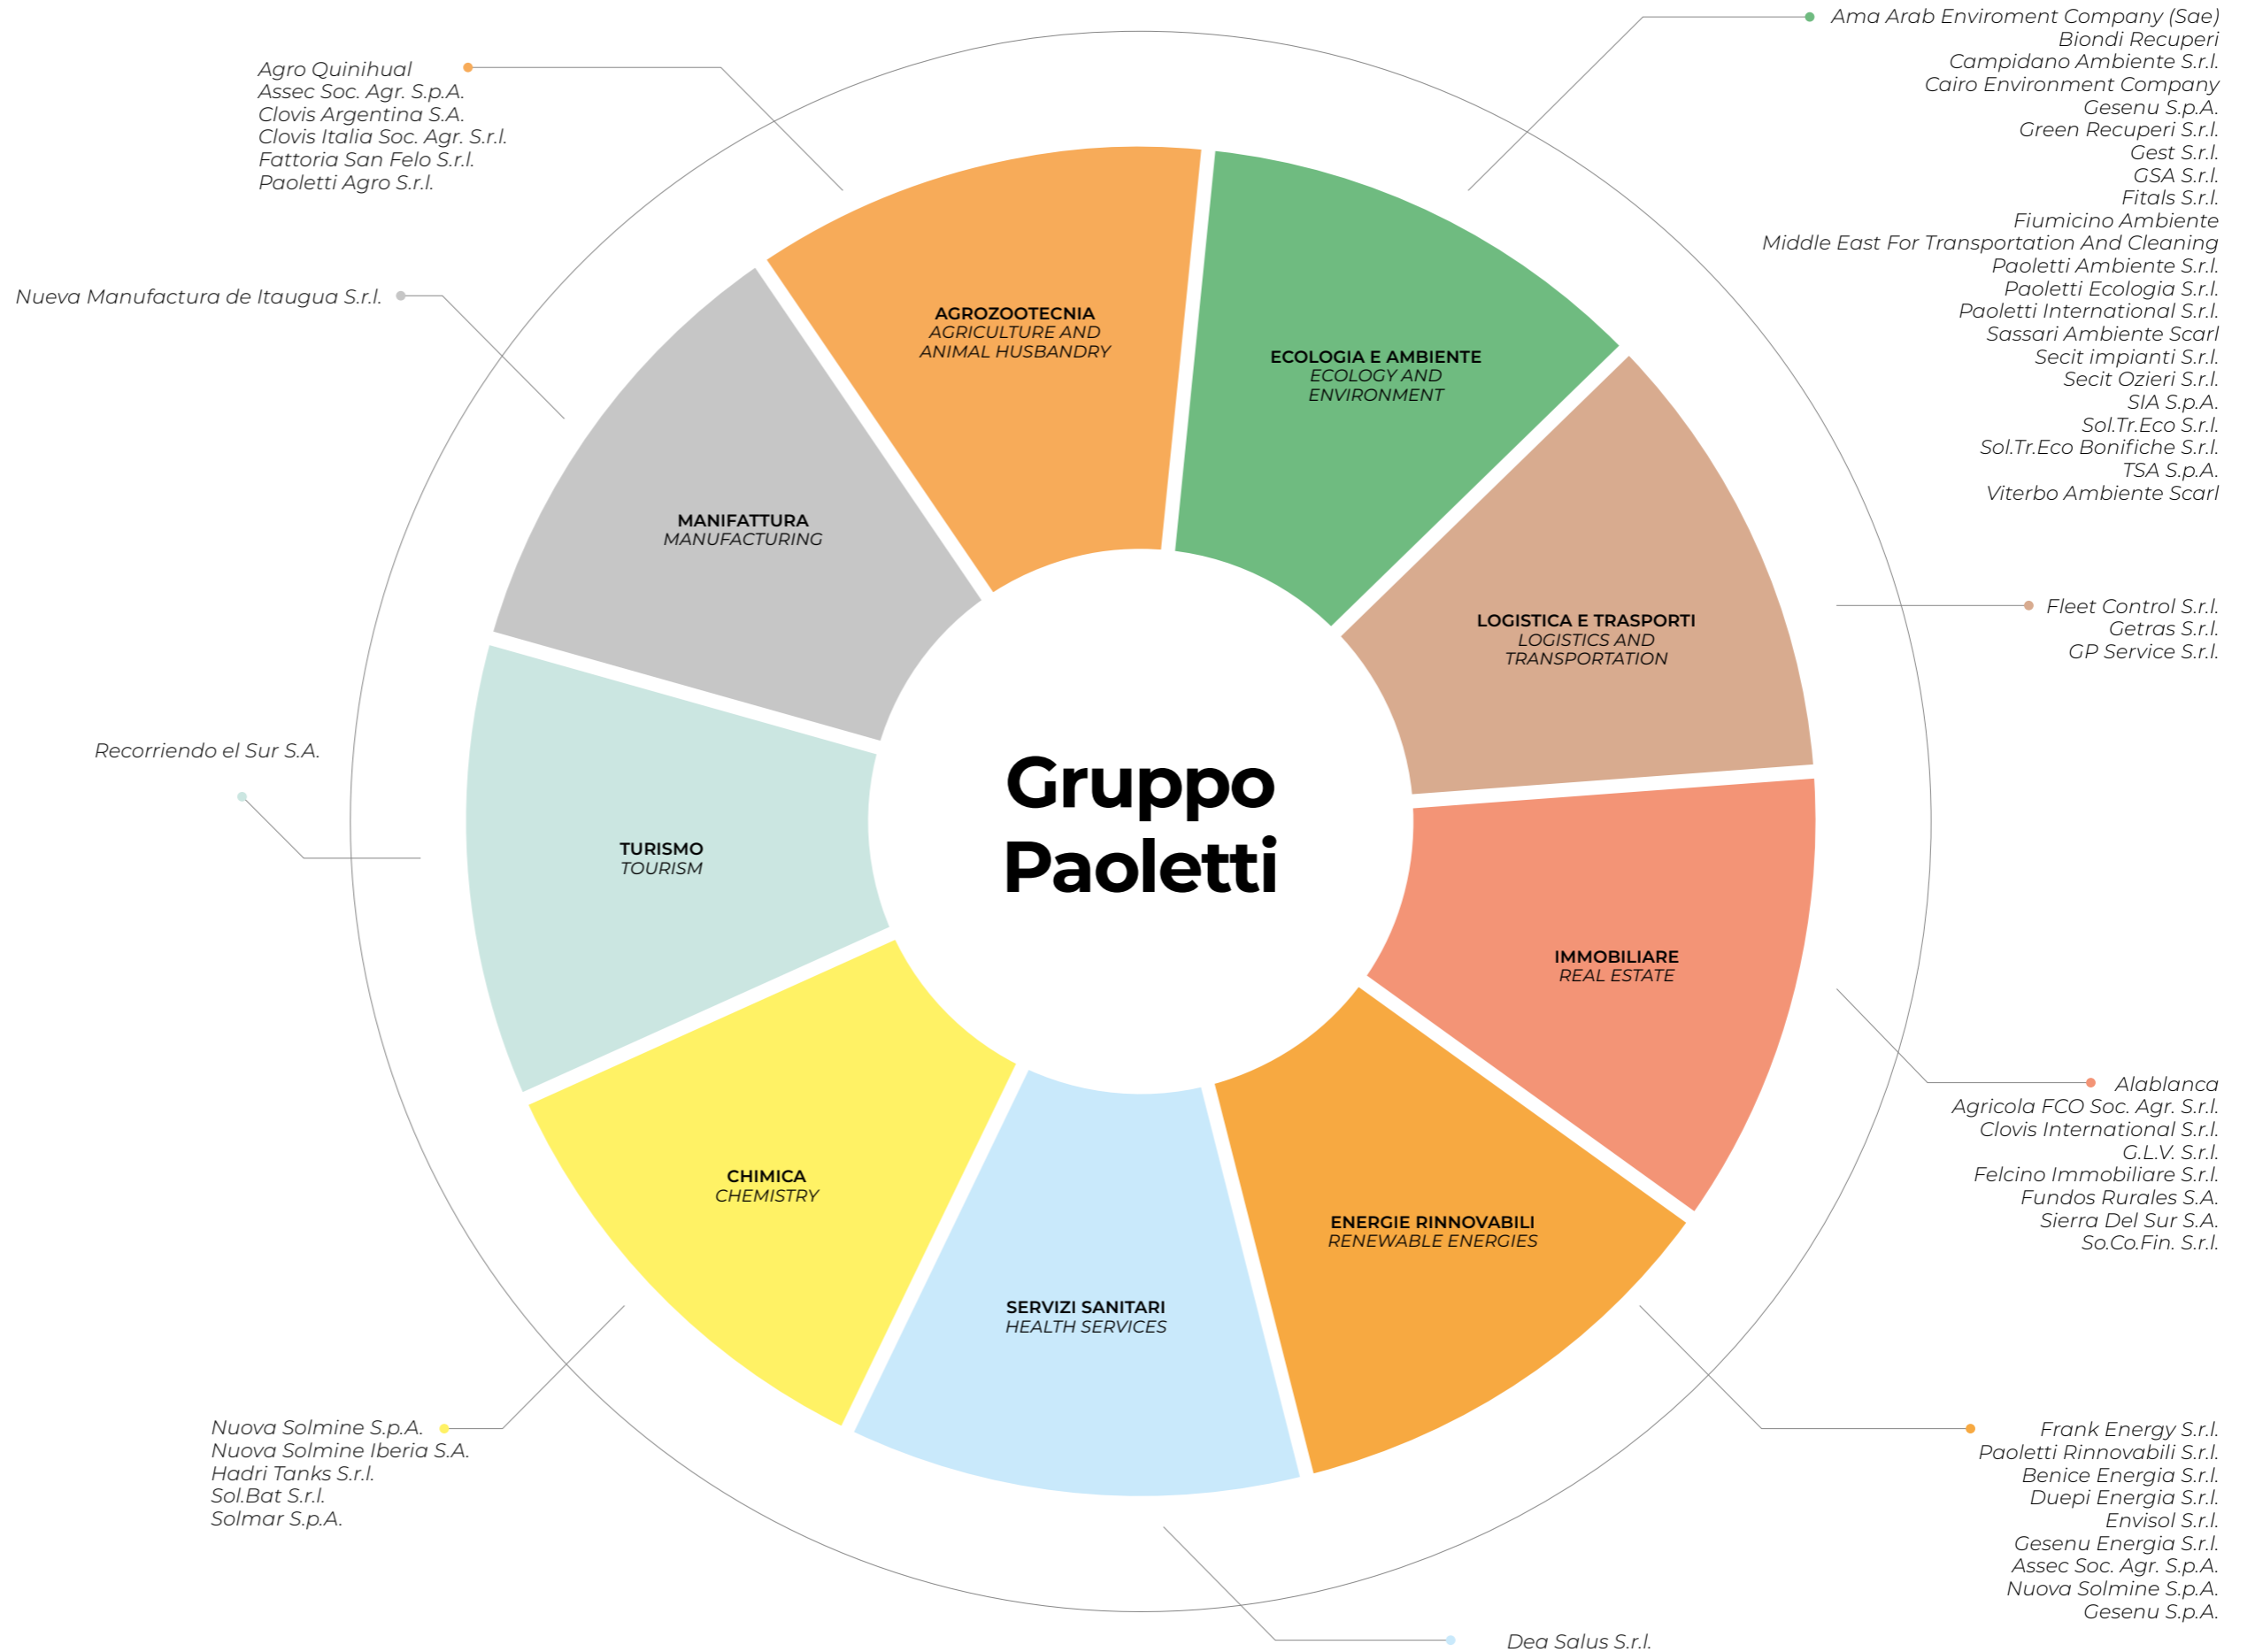 Agro Quinihual
Assec Soc. Agr. S.p.A.
Clovis Argentina S.A.
Clovis Italia Soc. Agr. S.r.l.
Fattoria San Felo S.r.l.
Paoletti Agro S.r.l.
Nueva Manufactura de Itaugua S.r.l.
Recorriendo el Sur S.A.
Nuova Solmine S.p.A.
Nuova Solmine Iberia S.A.
Hadri Tanks S.r.l.
Sol.Bat S.r.l.
Solmar S.p.A.
AGROZOOTECNIA
AGRICULTURE AND
ANIMAL HUSBANDRY
ECOLOGIA E AMBIENTE
ECOLOGY AND
ENVIRONMENT
MANIFATTURA
MANUFACTURING
LOGISTICA E TRASPORTI
LOGISTICS AND
TRANSPORTATION
Gruppo
Paoletti
TURISMO
TOURISM
IMMOBILIARE
REAL ESTATE
CHIMICA
CHEMISTRY
ENERGIE RINNOVABILI
RENEWABLE ENERGIES
SERVIZI SANITARI
HEALTH SERVICES
Ama Arab Enviroment Company (Sae)
Biondi Recuperi
Campidano Ambiente S.r.l.
Cairo Environment Company
Gesenu S.p.A.
Green Recuperi S.r.l.
Gest S.r.l.
GSA S.r.l.
Fitals S.r.l.
Fiumicino Ambiente
Middle East For Transportation And Cleaning
Paoletti Ambiente S.r.l.
Paoletti Ecologia S.r.l.
Paoletti International S.r.l.
Sassari Ambiente Scarl
Secit impianti S.r.l.
Secit Ozieri S.r.l.
SIA S.p.A.
Sol.Tr.Eco S.r.l.
Sol.Tr.Eco Bonifiche S.r.l.
TSA S.p.A.
Viterbo Ambiente Scarl
Fleet Control S.r.l.
Getras S.r.l.
GP Service S.r.l.
Alablanca
Agricola FCO Soc. Agr. S.r.l.
Clovis International S.r.l.
G.L.V. S.r.l.
Felcino Immobiliare S.r.l.
Fundos Rurales S.A.
Sierra Del Sur S.A.
So.Co.Fin. S.r.l.
Frank Energy S.r.l.
Paoletti Rinnovabili S.r.l.
Benice Energia S.r.l.
Duepi Energia S.r.l.
Envisol S.r.l.
Gesenu Energia S.r.l.
Assec Soc. Agr. S.p.A.
Nuova Solmine S.p.A.
Gesenu S.p.A.
Dea Salus S.r.l.